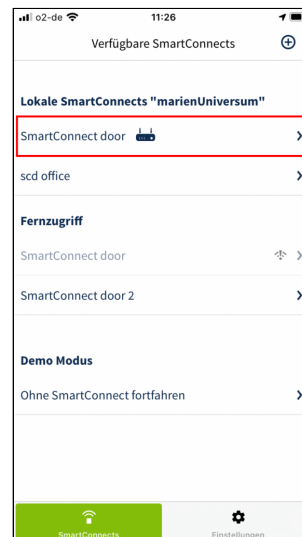 o2-de 11:26
Verfügbare SmartConnects
Lokale SmartConnects "marienUniversum"
SmartConnect door
scd office
Fernzugriff
SmartConnect door
SmartConnect door 2
Demo Modus
Ohne SmartConnect fortfahren
SmartConnects Einstellungen